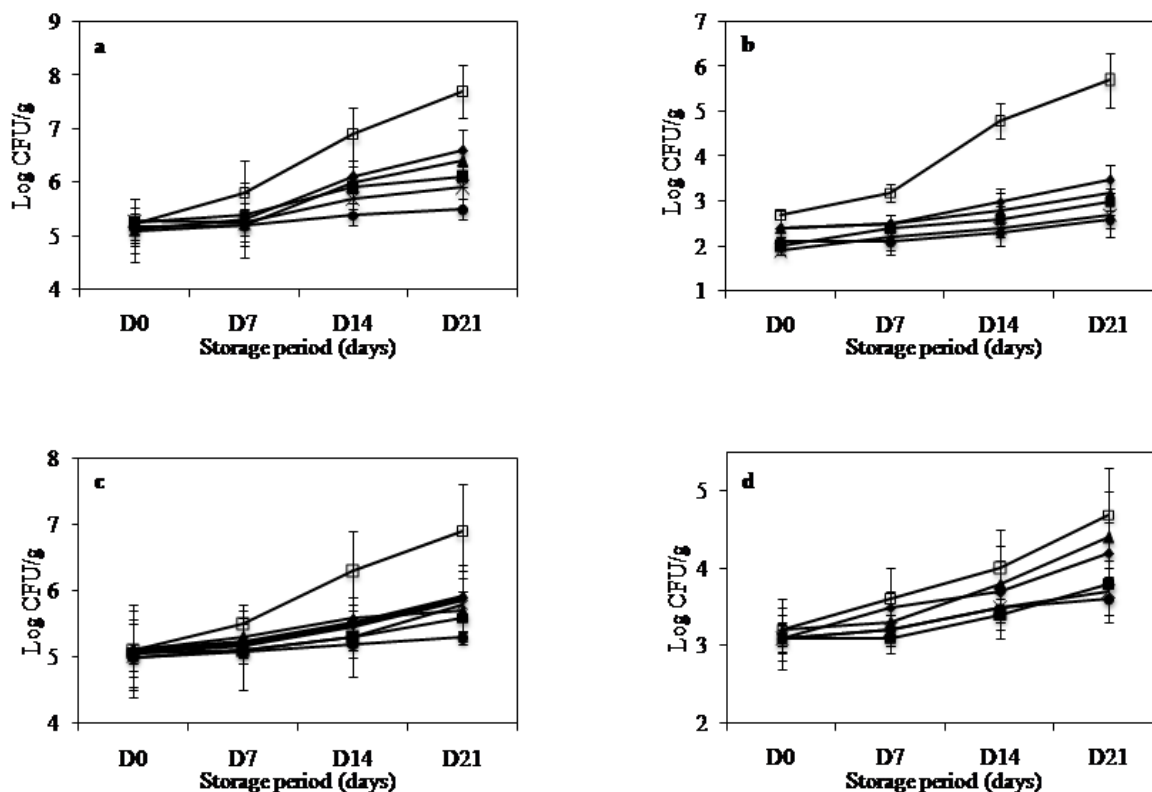 a
Log CFU/g
9
8
7
6
5
4
D0 D7 D14 D21
Storage period (days)
b
Log CFU/g
7
6
5
4
3
2
1
D0 D7 D14 D21
Storage period (days)
c
Log CFU/g
8
7
6
5
4
D0 D7 D14 D21
Storage period (days)
d
Log CFU/g
5
4
3
2
D0 D7 D14 D21
Storage period (days)